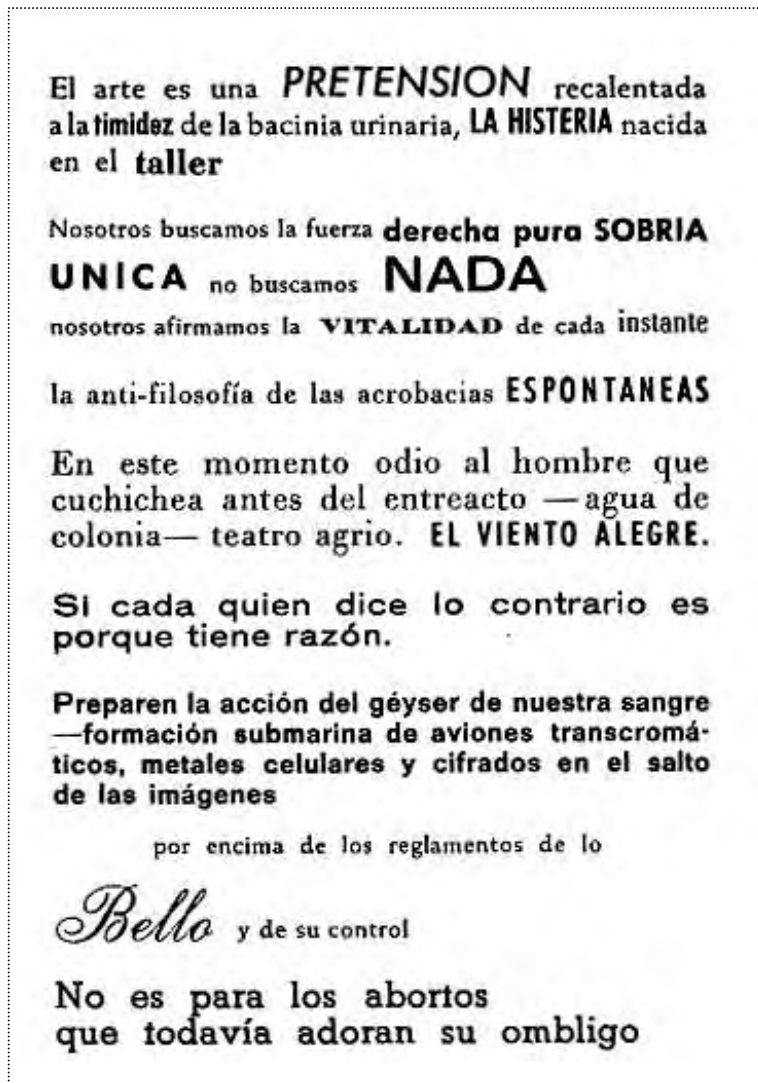 El arte es una PRETENSION recalentada
a la timidez de la bacinia urinaria, LA HISTERIA nacida
en el taller
Nosotros buscamos la fuerza derecha pura SOBRIA
UNICA no buscamos NADA
nosotros afirmamos la VITALIDAD de cada instante
la anti-filosofía de las acrobacias ESPONTANEAS
En este momento odio al hombre que
cuchichea antes del entreacto —agua de
colonia— teatro agrio. EL VIENTO ALEGRE.
Si cada quien dice lo contrario es
porque tiene razón.
Preparen la acción del géyser de nuestra sangre
—formación submarina de aviones transcromá-
ticos, metales celulares y cifrados en el salto
de las imágenes
por encima de los reglamentos de lo
Bello y de su control
No es para los abortos
que todavía adoran su ombligo